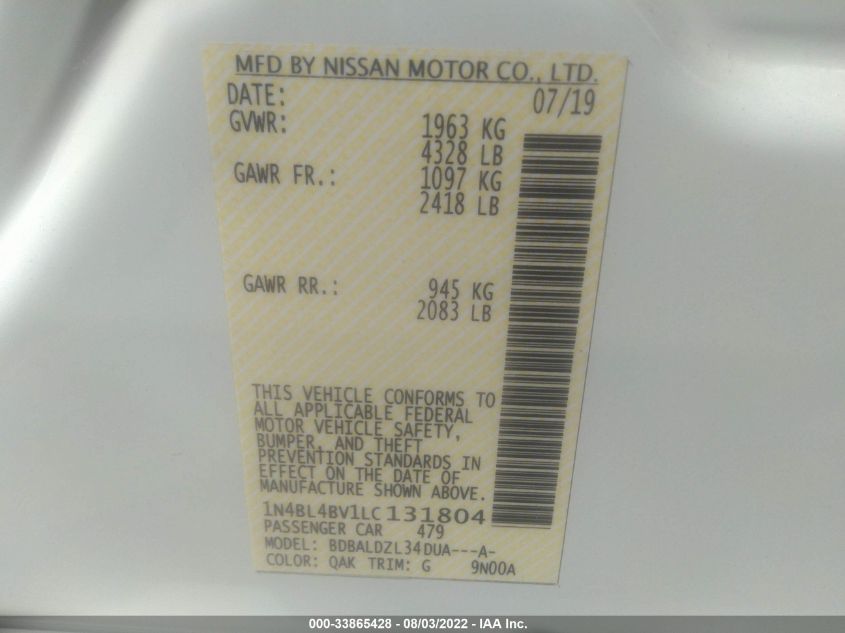 MFD BY NISSAN MOTOR CO., LTD.
DATE: 07/19
GVWR: 1963 KG
4328 LB
GAWR FR.: 1097 KG
2418 LB
GAWR RR.: 945 KG
2083 LB
THIS VEHICLE CONFORMS TO
ALL APPLICABLE FEDERAL
MOTOR VEHICLE SAFETY,
BUMPER, AND THEFT
PREVENTION STANDARDS IN
EFFECT ON THE DATE OF
MANUFACTURE SHOWN ABOVE.
1N4BL4BV1LC131804
PASSENGER CAR 479
MODEL: BDBALDZL34DUA---A-
COLOR: QAK TRIM: G 9N00A
000-33865428 - 08/03/2022 - IAA Inc.